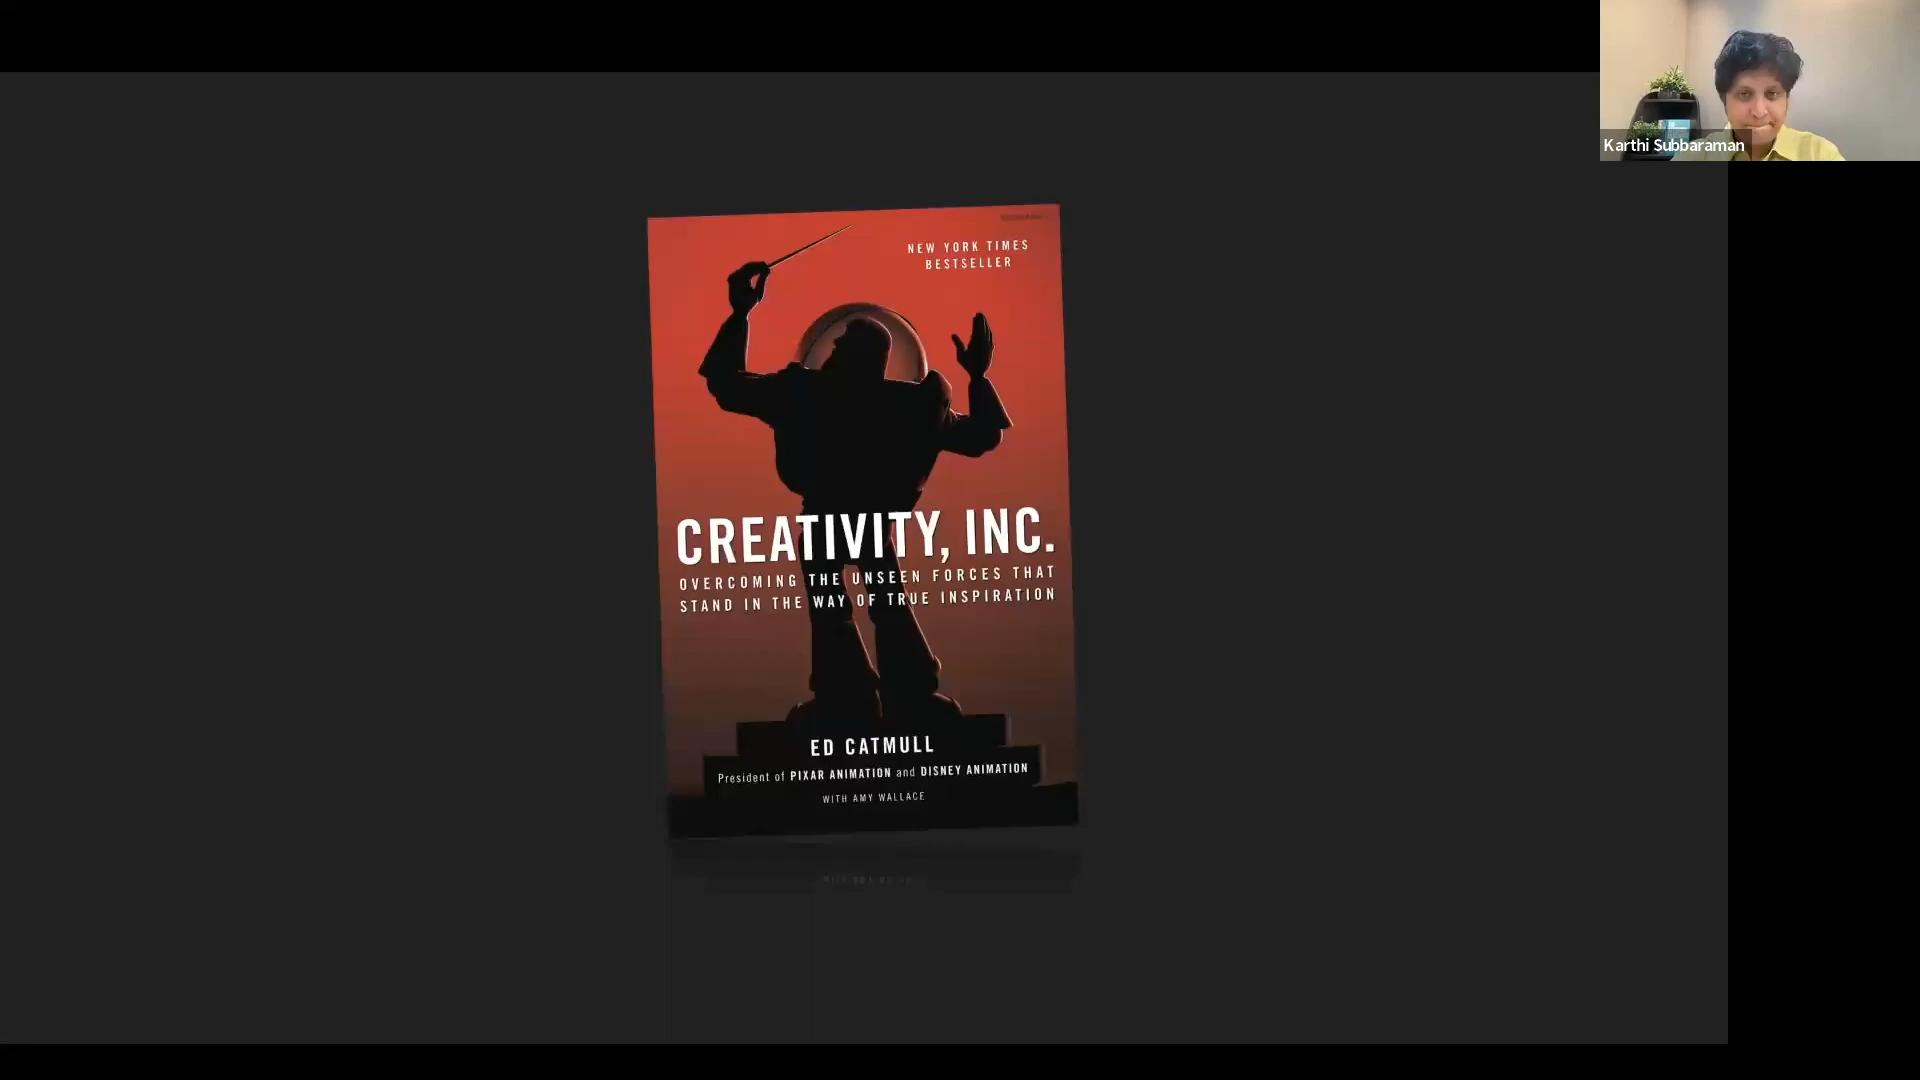 Karthi Subbaraman
NEW YORK TIMES
BESTSELLER
CREATIVITY, INC.
OVERCOMING THE UNSEEN FORCES THAT
STAND IN THE WAY OF TRUE INSPIRATION
ED CATMULL
President of PIXAR ANIMATION and DISNEY ANIMATION
WITH AMY WALLACE